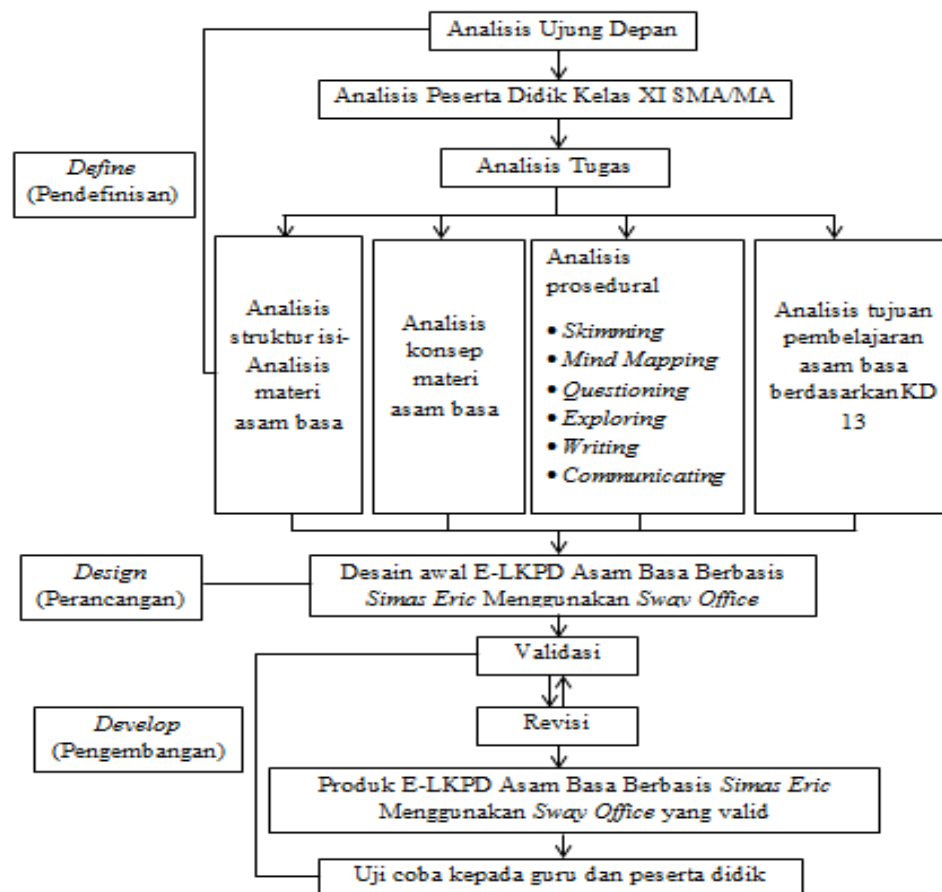 Analisis Ujung Depan
Analisis Peserta Didik Kelas XI SMA/MA
Define
(Pendefinisan)
Analisis Tugas
Analisis
struktur isi-
Analisis
materi
asam basa
Analisis
konsep
materi
asam basa
Analisis
prosedural
• Skimming
• Mind Mapping
• Questioning
• Exploring
• Writing
• Communicating
Analisis tujuan
pembelajaran
asam basa
berdasarkan KD
13
Design
(Perancangan)
Desain awal E-LKPD Asam Basa Berbasis
Simas Eric Menggunakan Sway Office
Validasi
Develop
(Pengembangan)
Revisi
Produk E-LKPD Asam Basa Berbasis Simas Eric
Menggunakan Sway Office yang valid
Uji coba kepada guru dan peserta didik